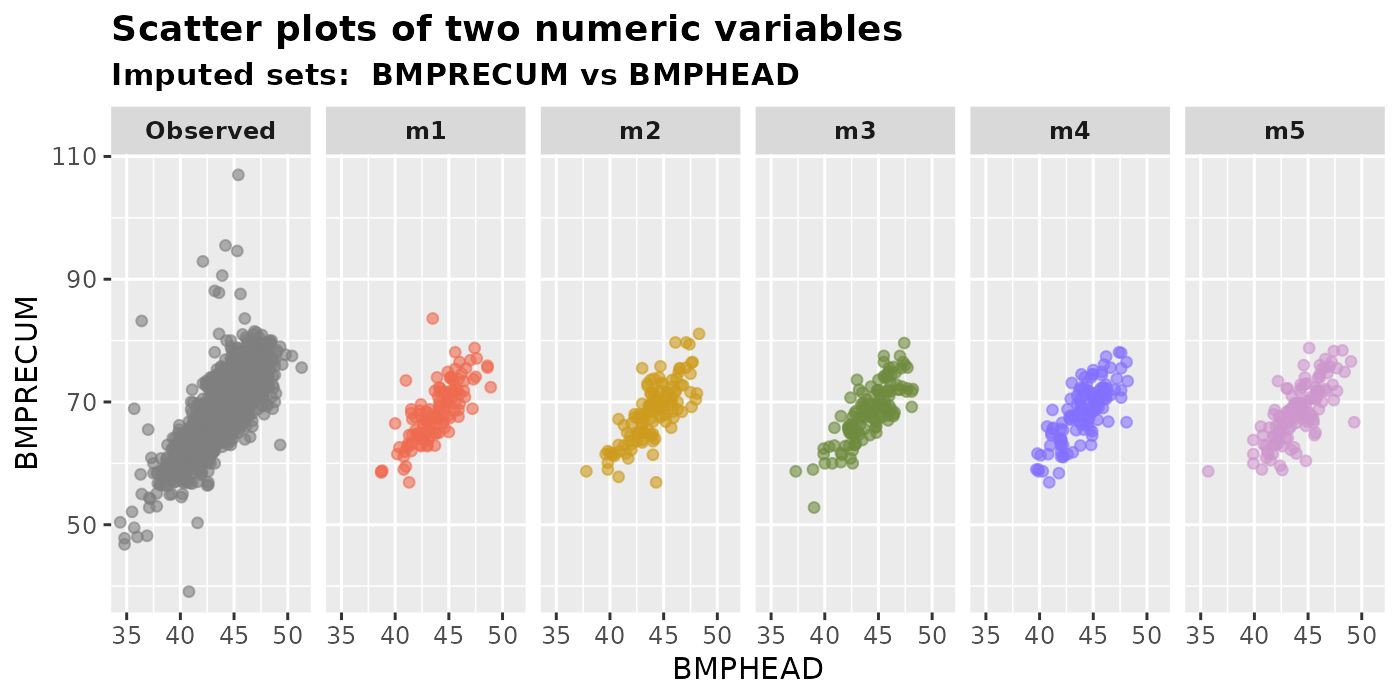 Scatter plots of two numeric variables
Imputed sets:  BMPRECUM vs BMPHEAD
Observed m1 m2 m3 m4 m5
110
90
70
50
BMPRECUM
35 40 45 50 35 40 45 50 35 40 45 50 35 40 45 50 35 40 45 50 35 40 45 50
BMPHEAD